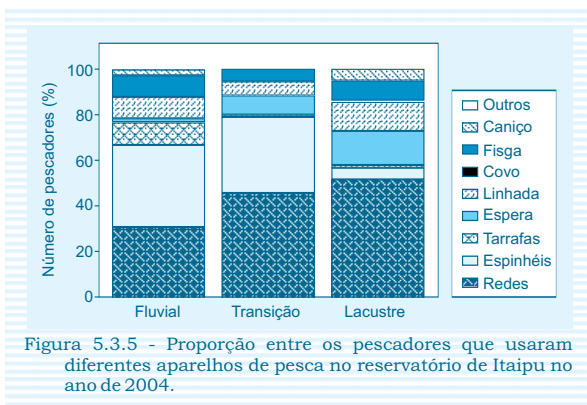 Número de pescadores (%)
100
80
60
40
20
0
Fluvial
Transição
Lacustre
Outros
Caniço
Fisga
Covo
Linhada
Espera
Tarrafas
Espinhéis
Redes
Figura 5.3.5 - Proporção entre os pescadores que usaram
diferentes aparelhos de pesca no reservatório de Itaipu no
ano de 2004.